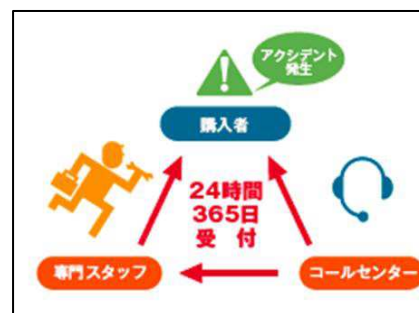 アクシデント
発生
購入者
24時間
365日
受 付
専門スタッフ
コールセンター